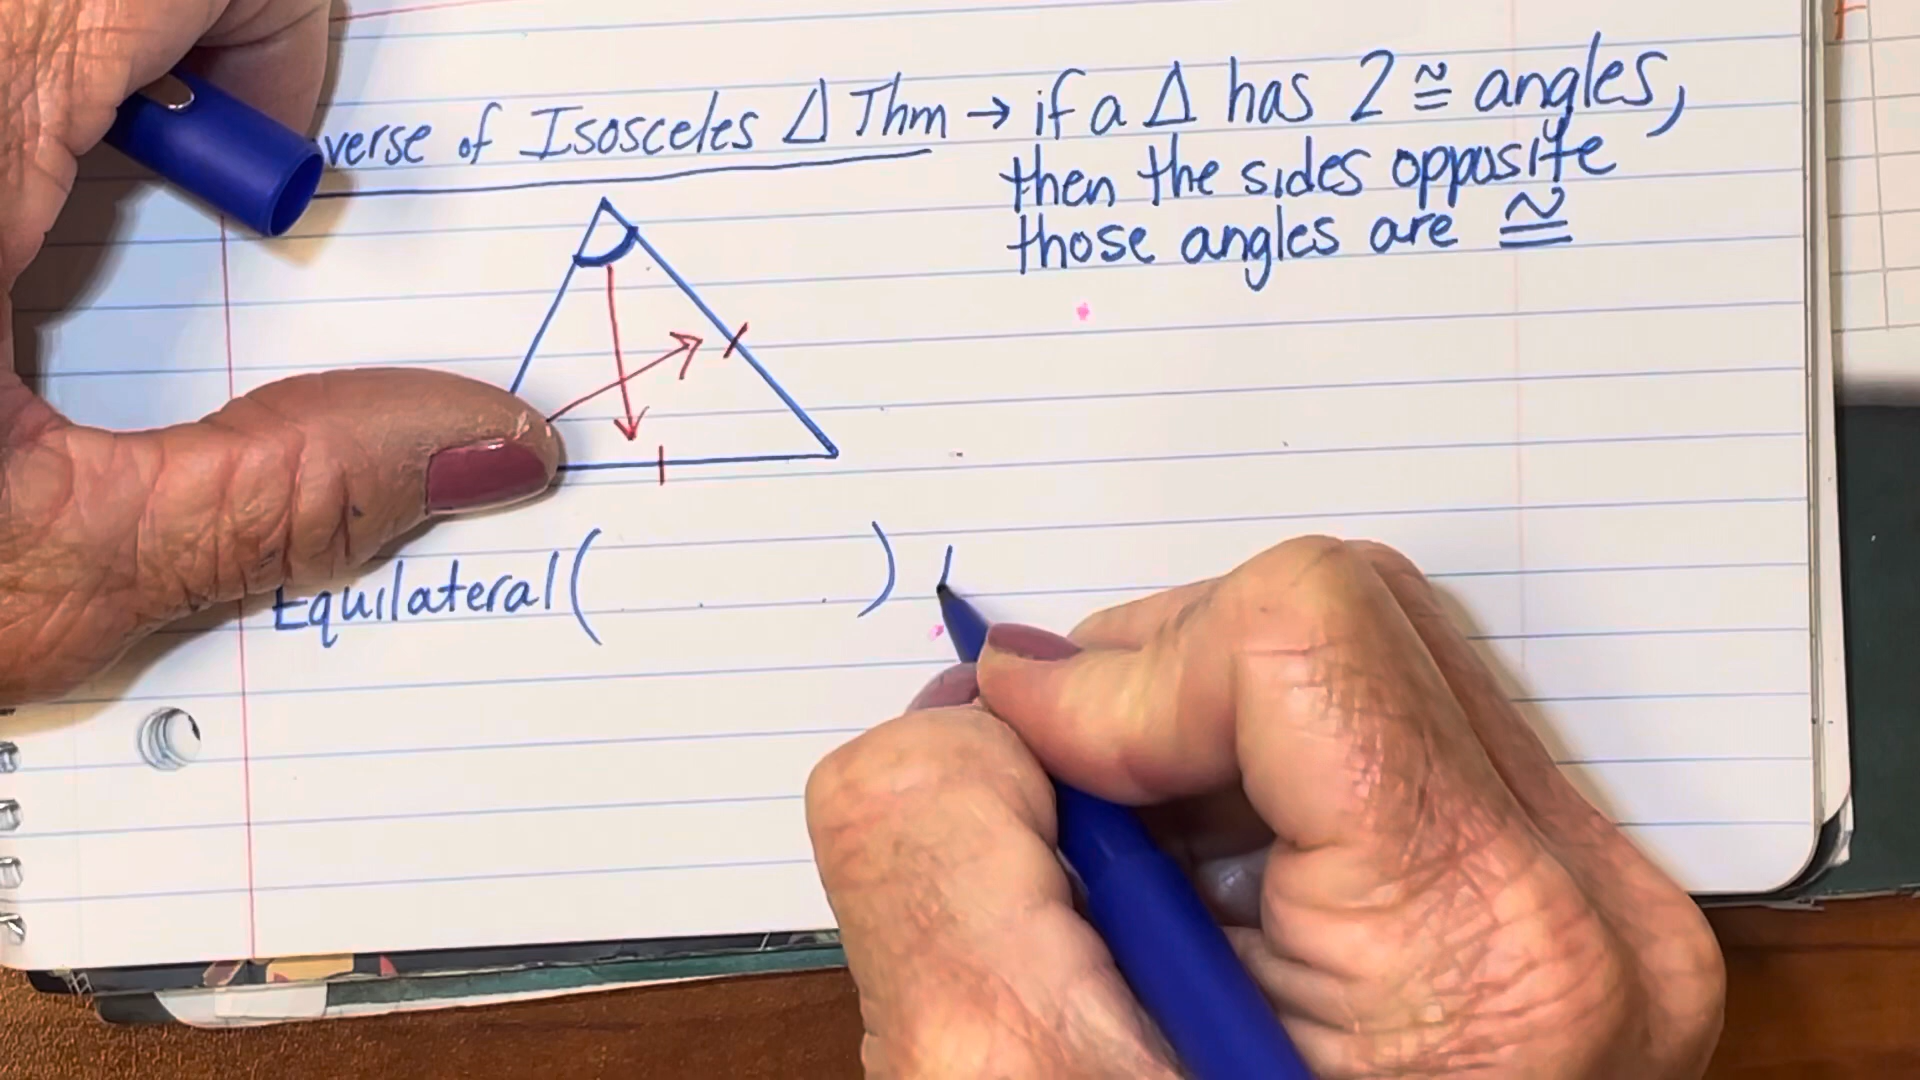 verse of Isosceles Δ Thm → if a Δ has 2 ≅ angles,
then the sides opposite
those angles are ≅
Equilateral ( )